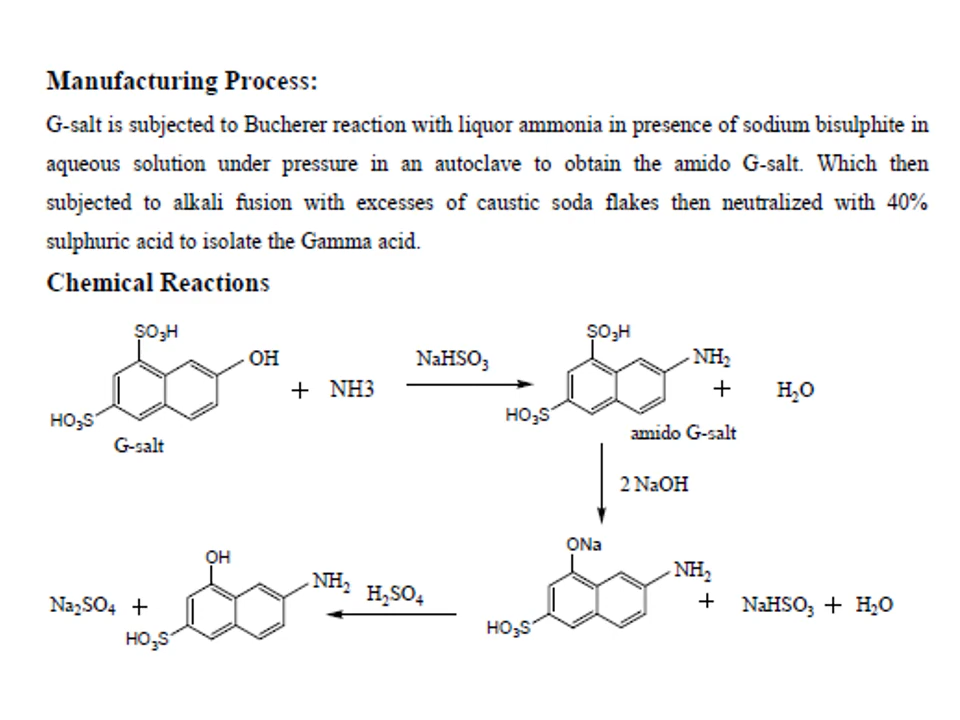 Manufacturing Process:
G-salt is subjected to Bucherer reaction with liquor ammonia in presence of sodium bisulphite in
aqueous solution under pressure in an autoclave to obtain the amido G-salt. Which then
subjected to alkali fusion with excesses of caustic soda flakes then neutralized with 40%
sulphuric acid to isolate the Gamma acid.
Chemical Reactions
SO₃H
OH
HO₃S
G-salt
+ NH3
NaHSO₃
SO₃H
NH₂
HO₃S
amido G-salt
+ H₂O
2 NaOH
ONa
NH₂
HO₃S
+ NaHSO₃ + H₂O
H₂SO₄
OH
NH₂
HO₃S
Na₂SO₄ +